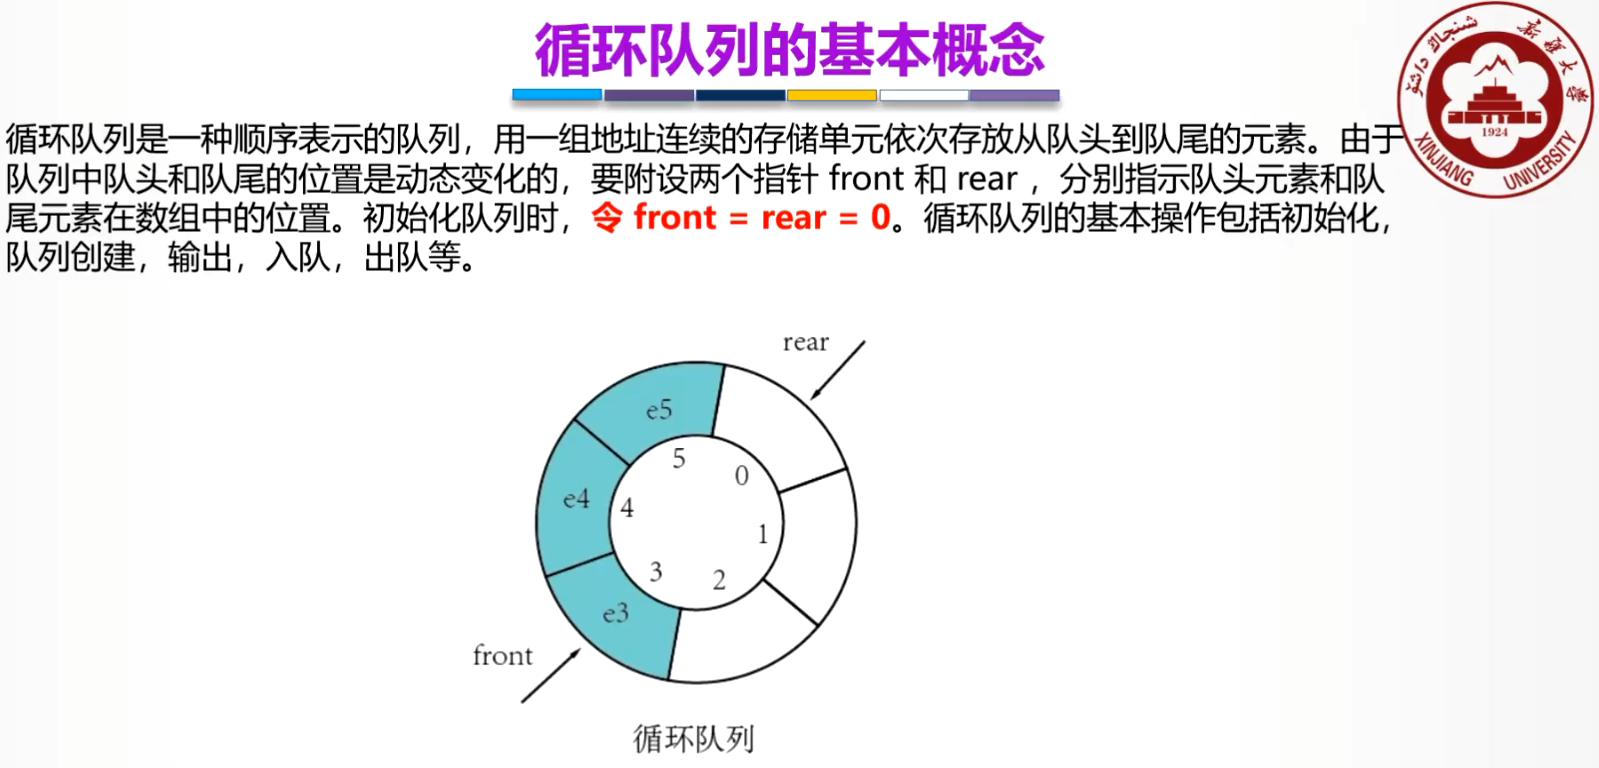 循环队列的基本概念
循环队列是一种顺序表示的队列，用一组地址连续的存储单元依次存放从队头到队尾的元素。由于
队列中队头和队尾的位置是动态变化的，要附设两个指针 front 和 rear ，分别指示队头元素和队
尾元素在数组中的位置。初始化队列时，令 front = rear = 0。循环队列的基本操作包括初始化，
队列创建，输出，入队，出队等。
شىنجاڭ داشۆ
新疆大学
1924
XINJIANG UNIVERSITY
rear
e5
5
0
e4
4
1
3
2
e3
front
循环队列